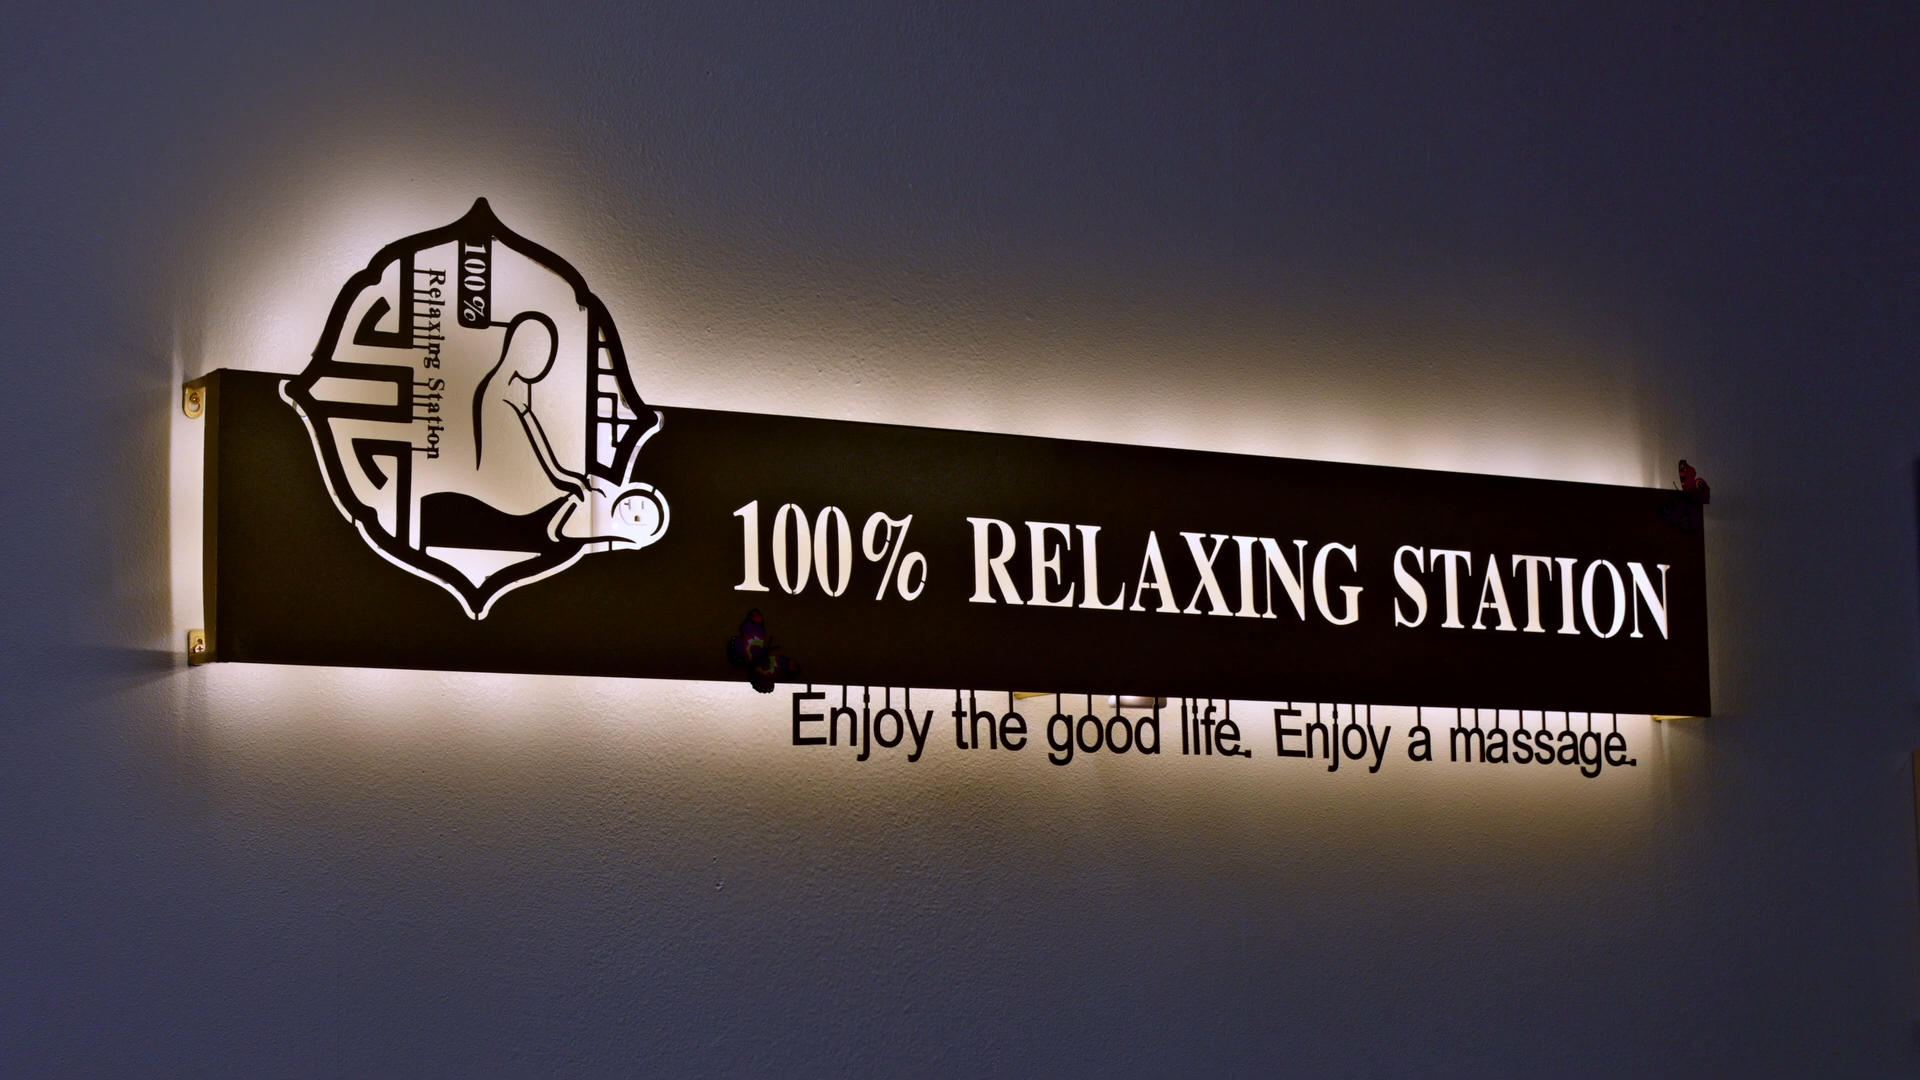 100%
Relaxing Station
100% RELAXING STATION
Enjoy the good life. Enjoy a massage.